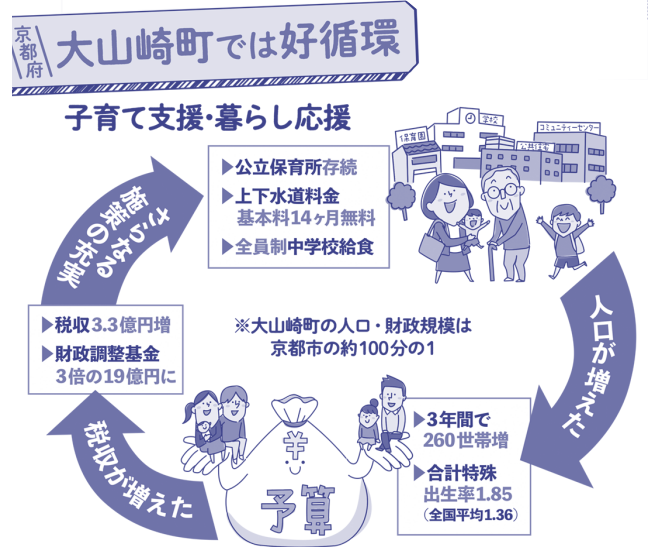 京都府
大山崎町では好循環
子育て支援・暮らし応援
▶公立保育所存続
▶上下水道料金
基本料14ヶ月無料
▶全員制中学校給食
保育園
学校
コミュニティーセンター
公共住宅
人口が増えた
▶3年間で
260世帯増
▶合計特殊
出生率1.85
(全国平均1.36)
¥
予算
税収が増えた
▶税収3.3億円増
▶財政調整基金
3倍の19億円に
さらなる
施策の充実
※大山崎町の人口・財政規模は
京都市の約100分の1